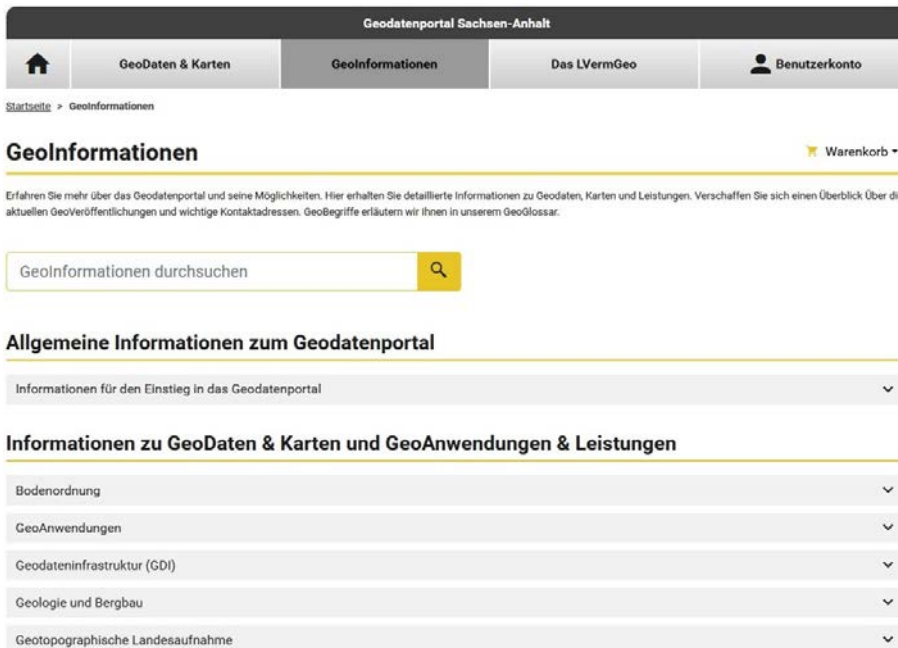 Geodatenportal Sachsen-Anhalt
GeoDaten & Karten GeoInformationen Das LVermGeo Benutzerkonto
Startseite > GeoInformationen
GeoInformationen
Warenkorb
Erfahren Sie mehr über das Geodatenportal und seine Möglichkeiten. Hier erhalten Sie detaillierte Informationen zu Geodaten, Karten und Leistungen. Verschaffen Sie sich einen Überblick Über di
aktuellen GeoVeröffentlichungen und wichtige Kontaktadressen. GeoBegriffe erläutern wir Ihnen in unserem GeoGlossar.
GeoInformationen durchsuchen
Allgemeine Informationen zum Geodatenportal
Informationen für den Einstieg in das Geodatenportal
Informationen zu GeoDaten & Karten und GeoAnwendungen & Leistungen
Bodenordnung
GeoAnwendungen
Geodateninfrastruktur (GDI)
Geologie und Bergbau
Geotopographische Landesaufnahme